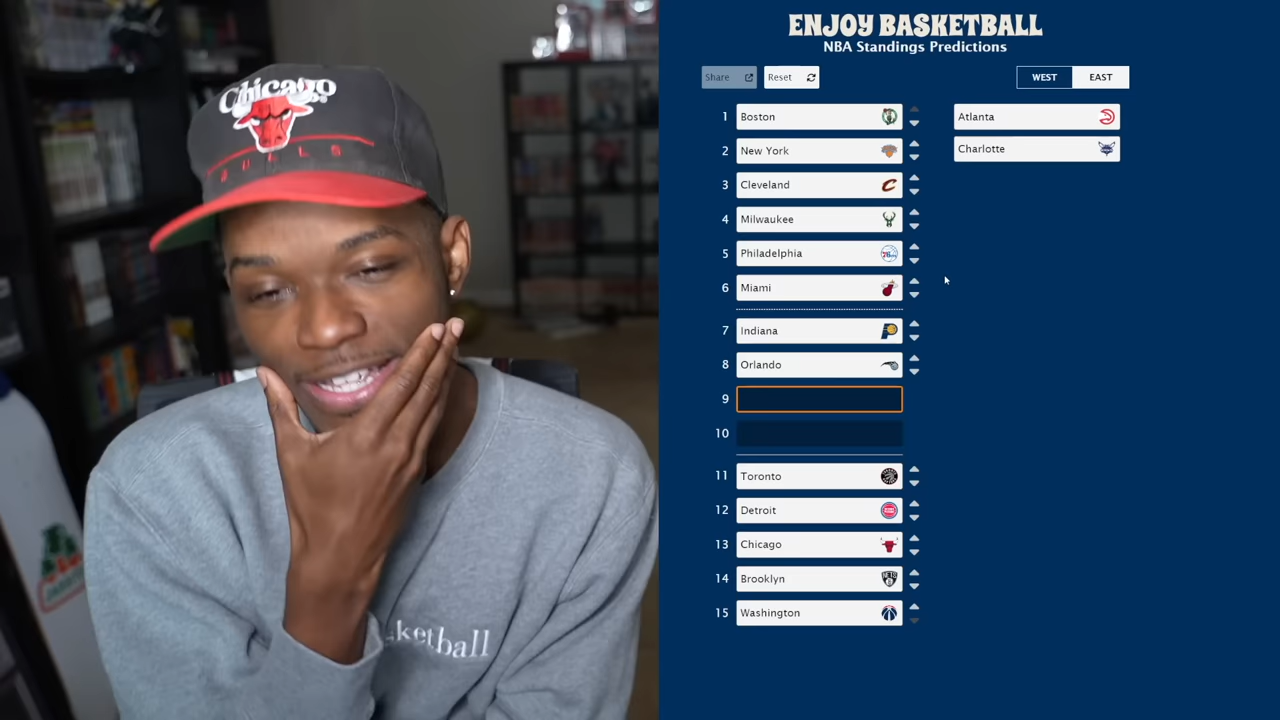 Chicago
BULLS
sketball
ENJOY BASKETBALL
NBA Standings Predictions
Share
Reset
WEST
EAST
1 Boston
2 New York
3 Cleveland
4 Milwaukee
5 Philadelphia
6 Miami
7 Indiana
8 Orlando
9
10
11 Toronto
12 Detroit
13 Chicago
14 Brooklyn
15 Washington
Atlanta
Charlotte